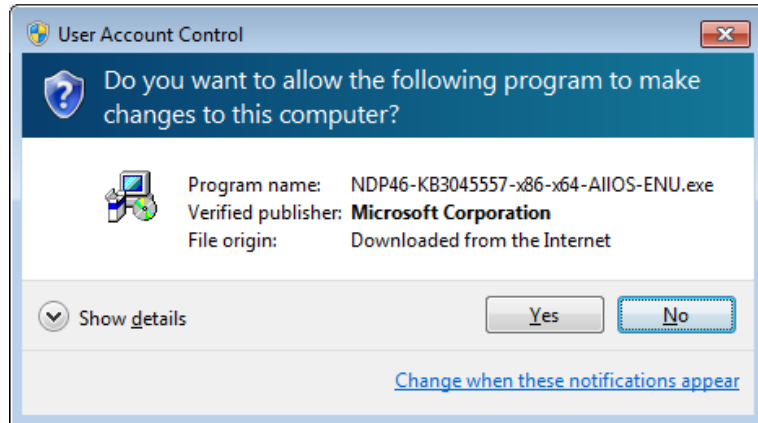 User Account Control
Do you want to allow the following program to make
changes to this computer?
Program name: NDP46-KB3045557-x86-x64-AllOS-ENU.exe
Verified publisher: Microsoft Corporation
File origin: Downloaded from the Internet
Show details
Yes
No
Change when these notifications appear